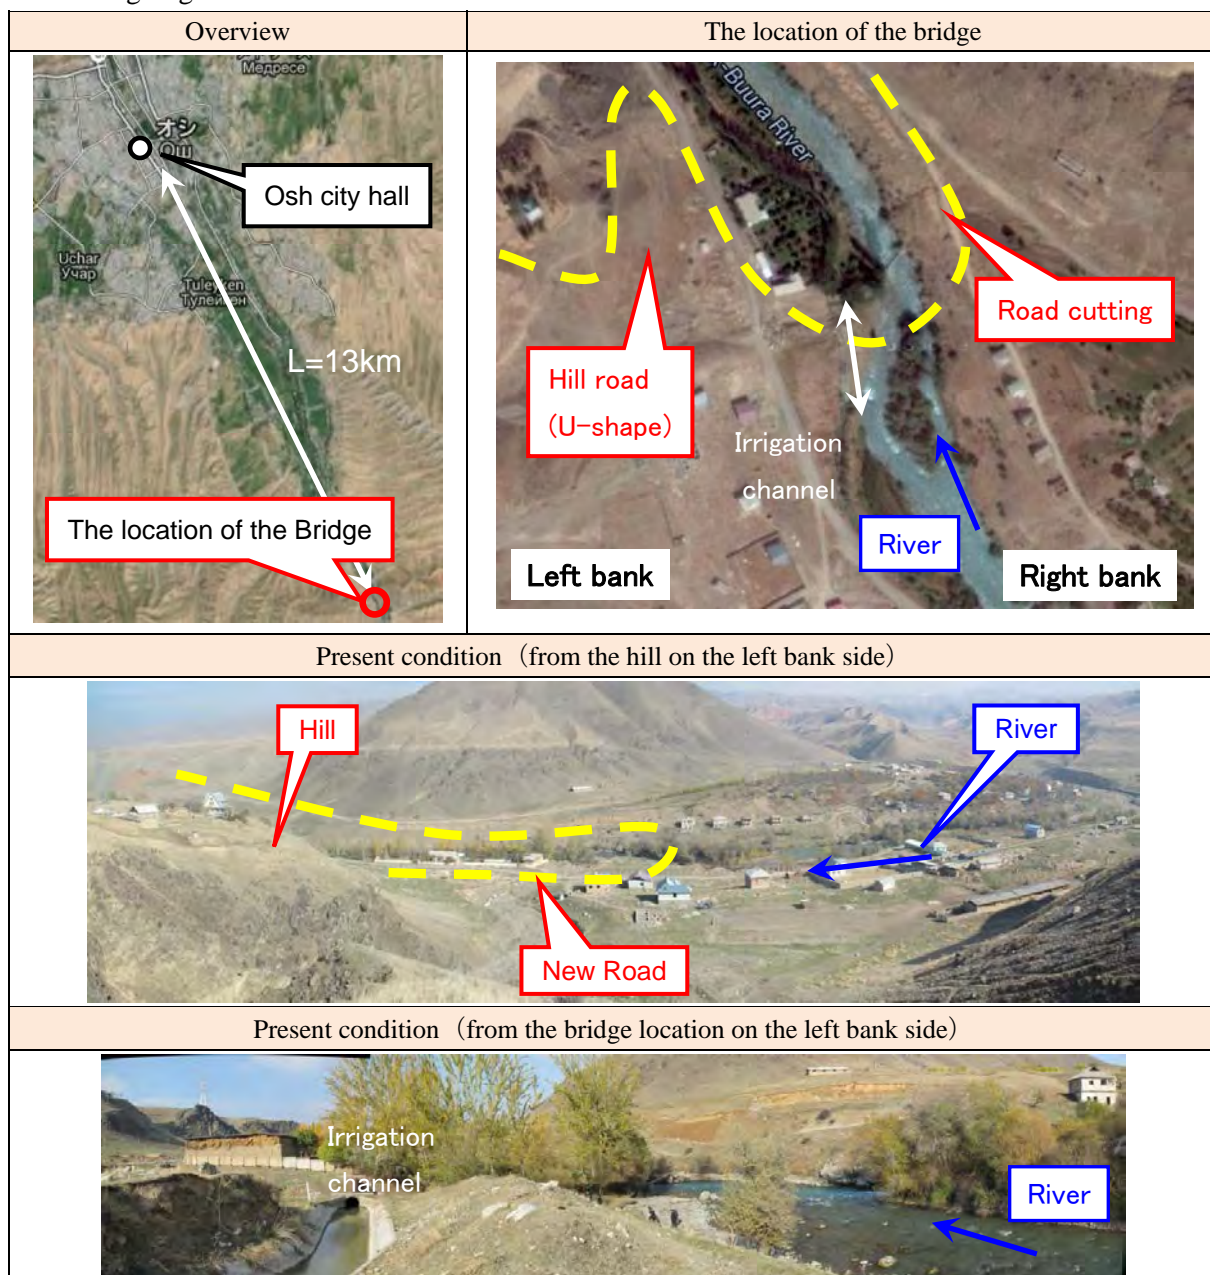 Overview
The location of the bridge
Медресе
オシ
Ош
Osh city hall
Uchar
Учар
Tuleyken
Тулейкен
L=13km
The location of the Bridge
-Buura River
Road cutting
Hill road
(U-shape)
Irrigation
channel
River
Left bank
Right bank
Present condition (from the hill on the left bank side)
Hill
River
New Road
Present condition (from the bridge location on the left bank side)
Irrigation
channel
River